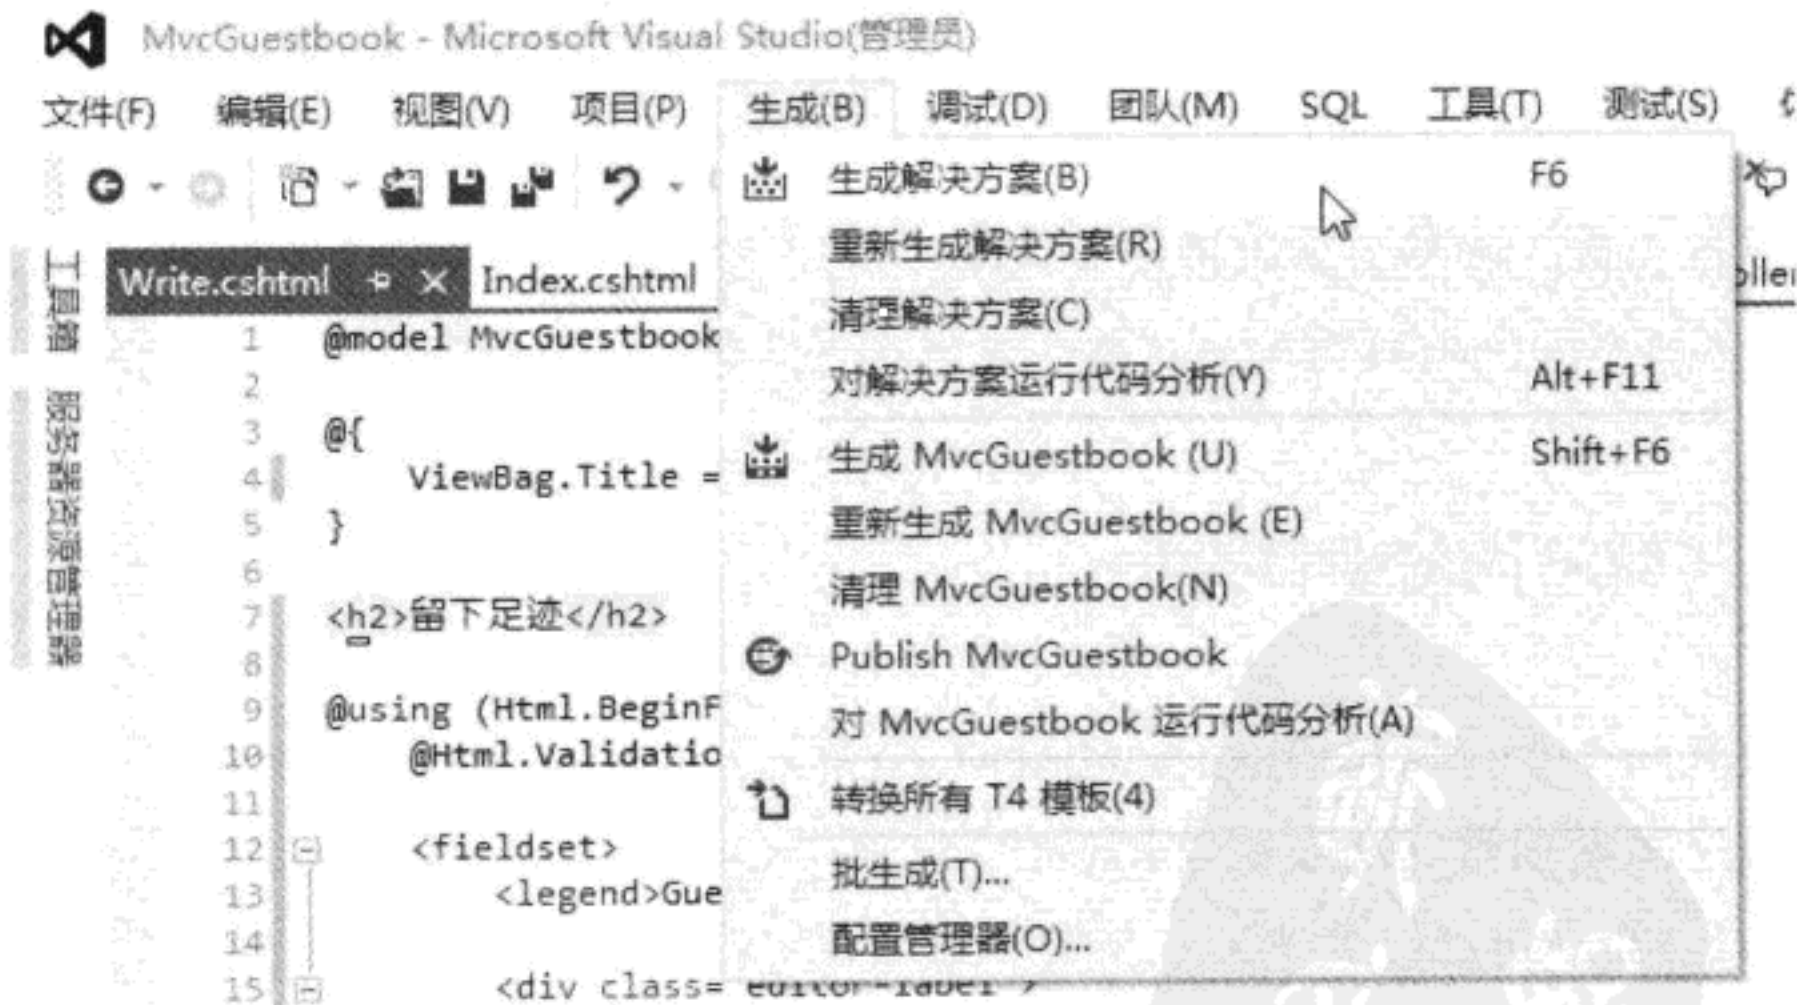 MvcGuestbook - Microsoft Visual Studio(管理员)
文件(F) 编辑(E) 视图(V) 项目(P) 生成(B) 调试(D) 团队(M) SQL 工具(T) 测试(S)
生成解决方案(B) F6
重新生成解决方案(R)
清理解决方案(C)
对解决方案运行代码分析(Y) Alt+F11
生成 MvcGuestbook (U) Shift+F6
重新生成 MvcGuestbook (E)
清理 MvcGuestbook(N)
Publish MvcGuestbook
对 MvcGuestbook 运行代码分析(A)
转换所有 T4 模板(4)
批生成(T)...
配置管理器(O)...
工具箱
服务器资源管理器
Write.cshtml Index.cshtml
1 @model MvcGuestbook
2
3 @{
4 ViewBag.Title =
5 }
6
7 <h2>留下足迹</h2>
8
9 @using (Html.BeginF
10 @Html.Validatio
11
12 <fieldset>
13 <legend>Gue
14
15 <div class="editor-label">